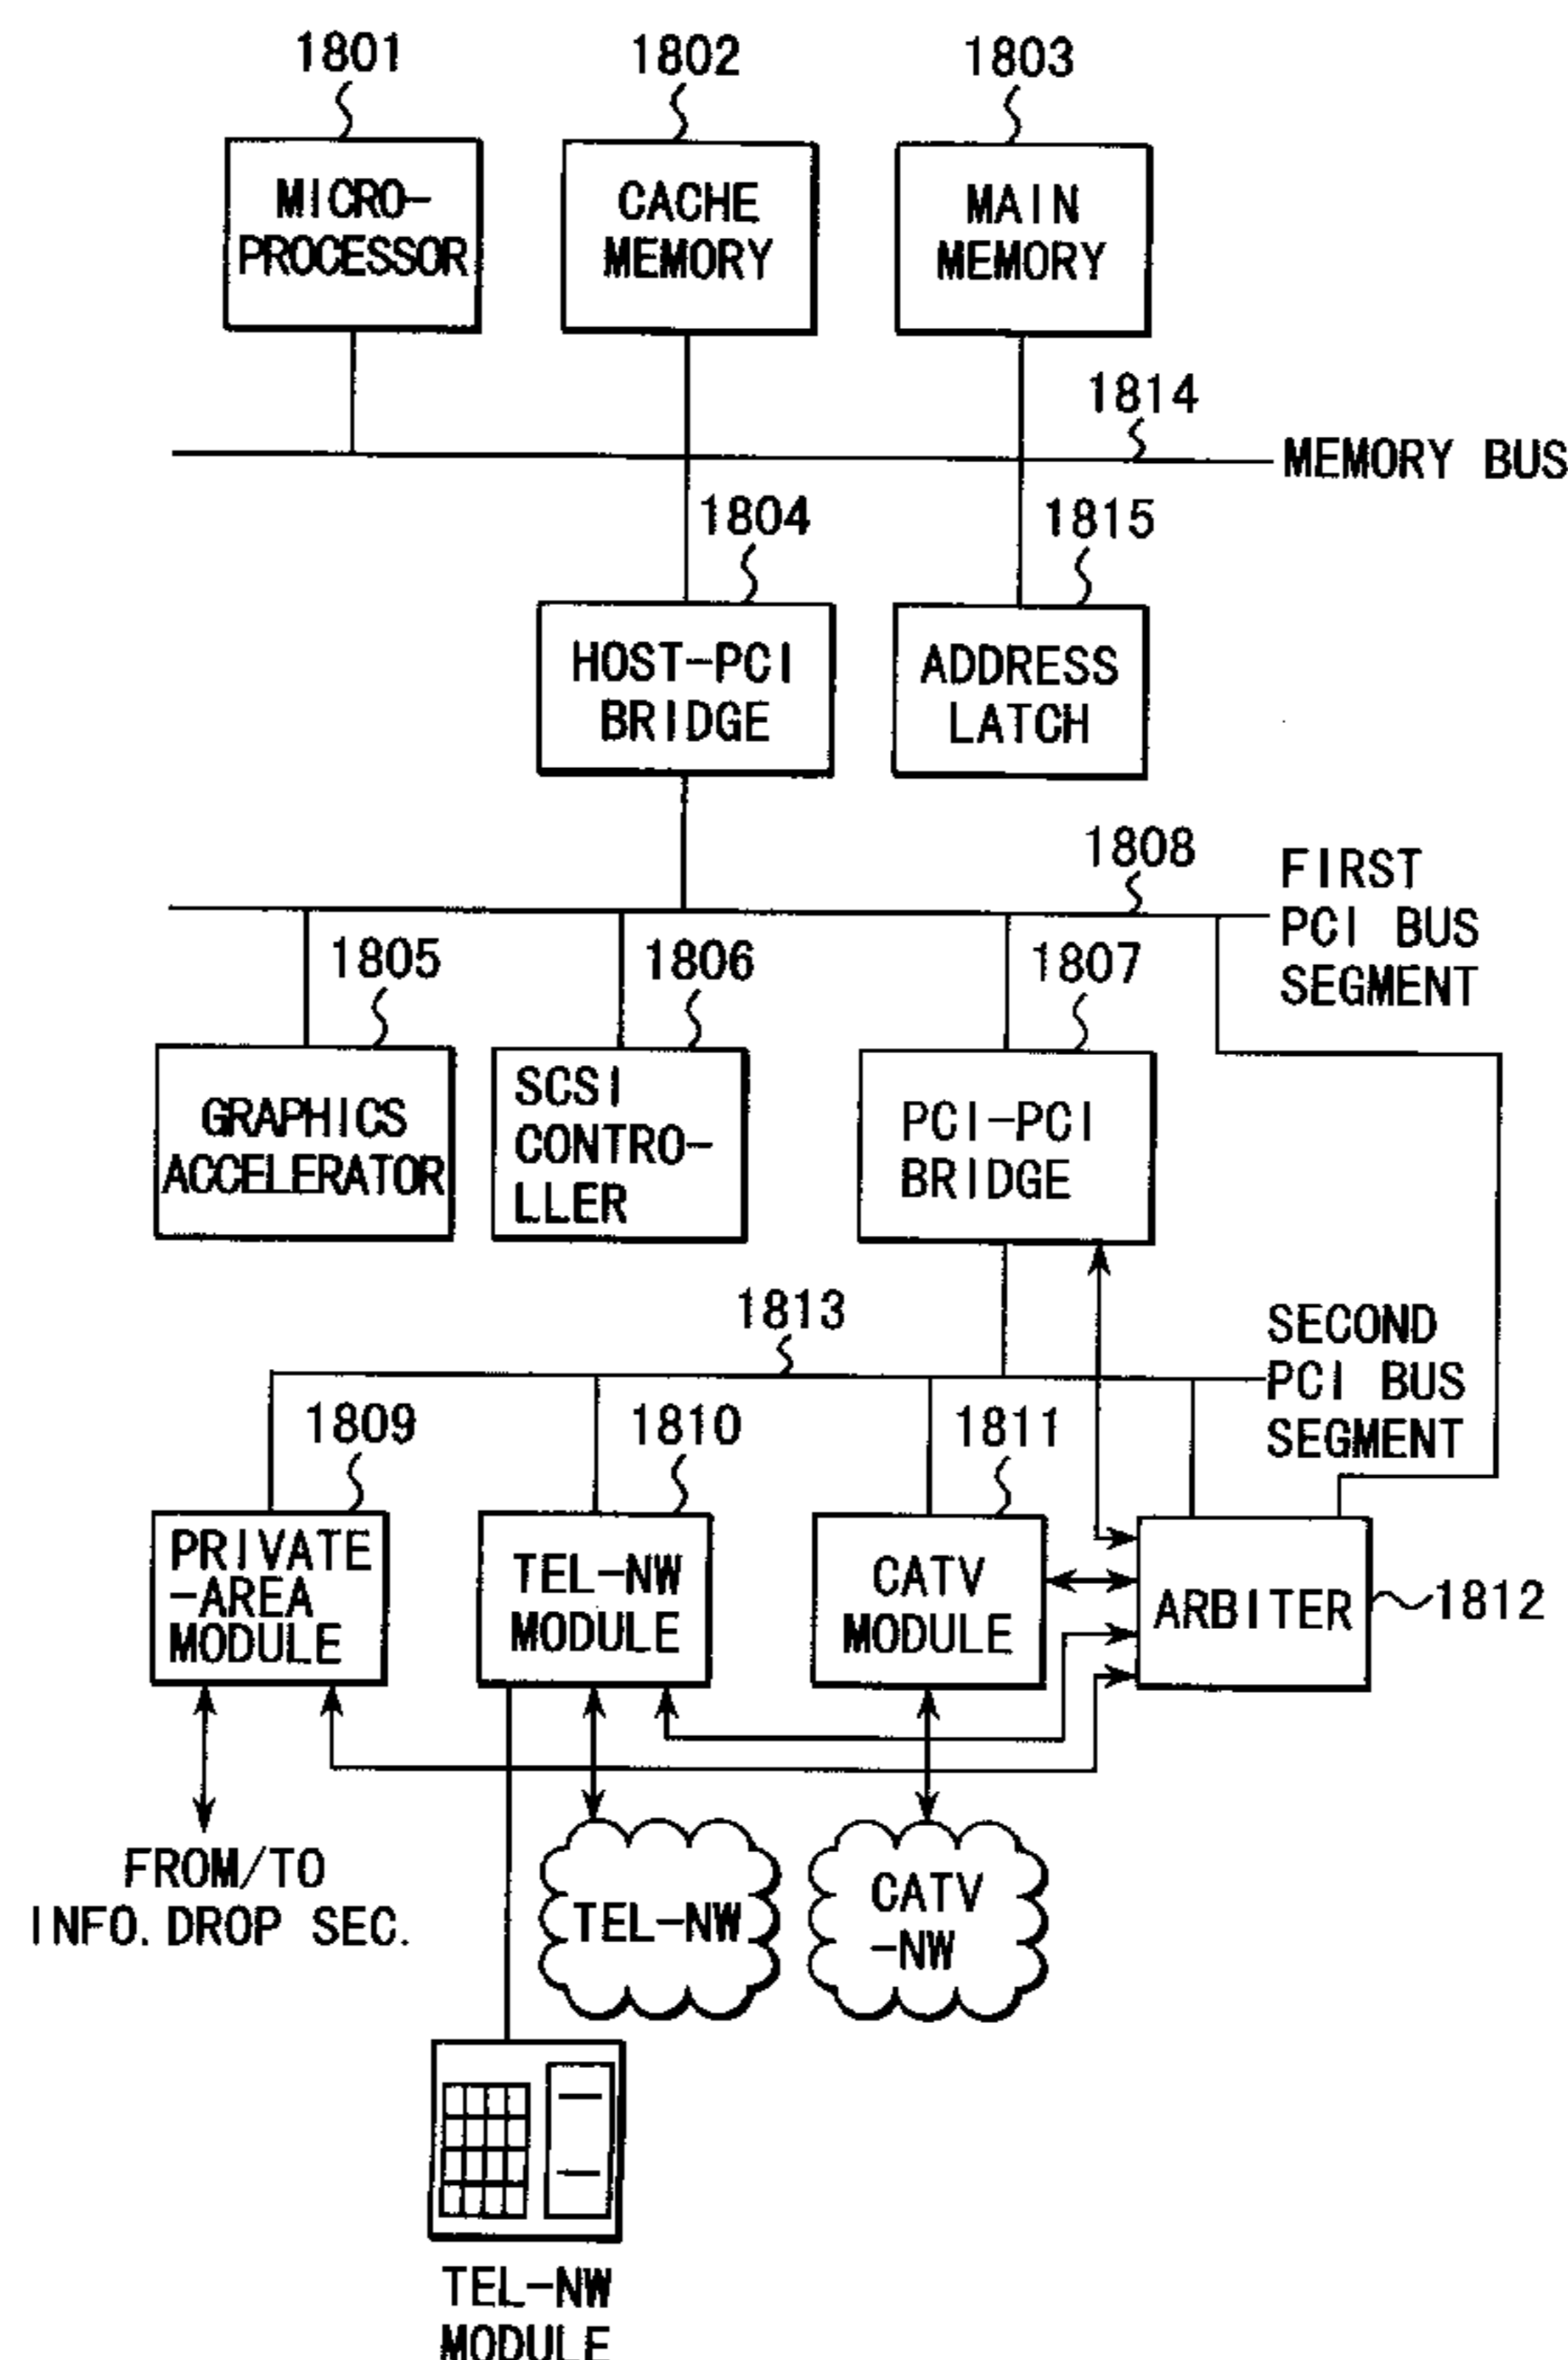 1801
1802
1803
MICRO-
PROCESSOR
CACHE
MEMORY
MAIN
MEMORY
1814
MEMORY BUS
1804
1815
HOST-PCI
BRIDGE
ADDRESS
LATCH
1808
FIRST
PCI BUS
SEGMENT
1805
1806
1807
GRAPHICS
ACCELERATOR
SCSI
CONTRO-
LLER
PCI-PCI
BRIDGE
1813
SECOND
PCI BUS
SEGMENT
1809
1810
1811
PRIVATE
-AREA
MODULE
TEL-NW
MODULE
CATV
MODULE
ARBITER
1812
FROM/TO
INFO. DROP SEC.
TEL-NW
CATV
-NW
TEL-NW
MODULE